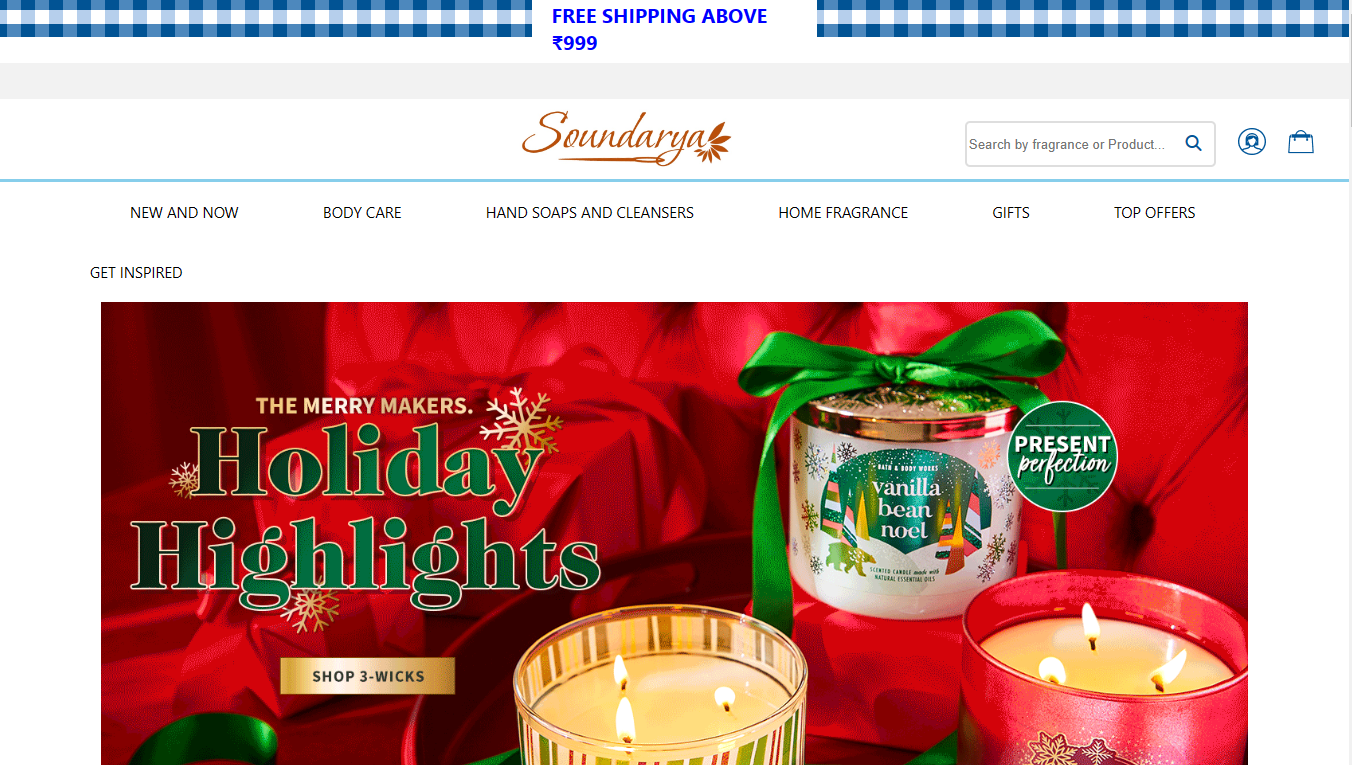 FREE SHIPPING ABOVE
₹999
Soundarya
Search by fragrance or Product...
NEW AND NOW
BODY CARE
HAND SOAPS AND CLEANSERS
HOME FRAGRANCE
GIFTS
TOP OFFERS
GET INSPIRED
THE MERRY MAKERS.
Holiday
Highlights
SHOP 3-WICKS
BATH & BODY WORKS
vanilla
bean
noel
SCENTED CANDLE made with
NATURAL ESSENTIAL OILS
PRESENT
perfection